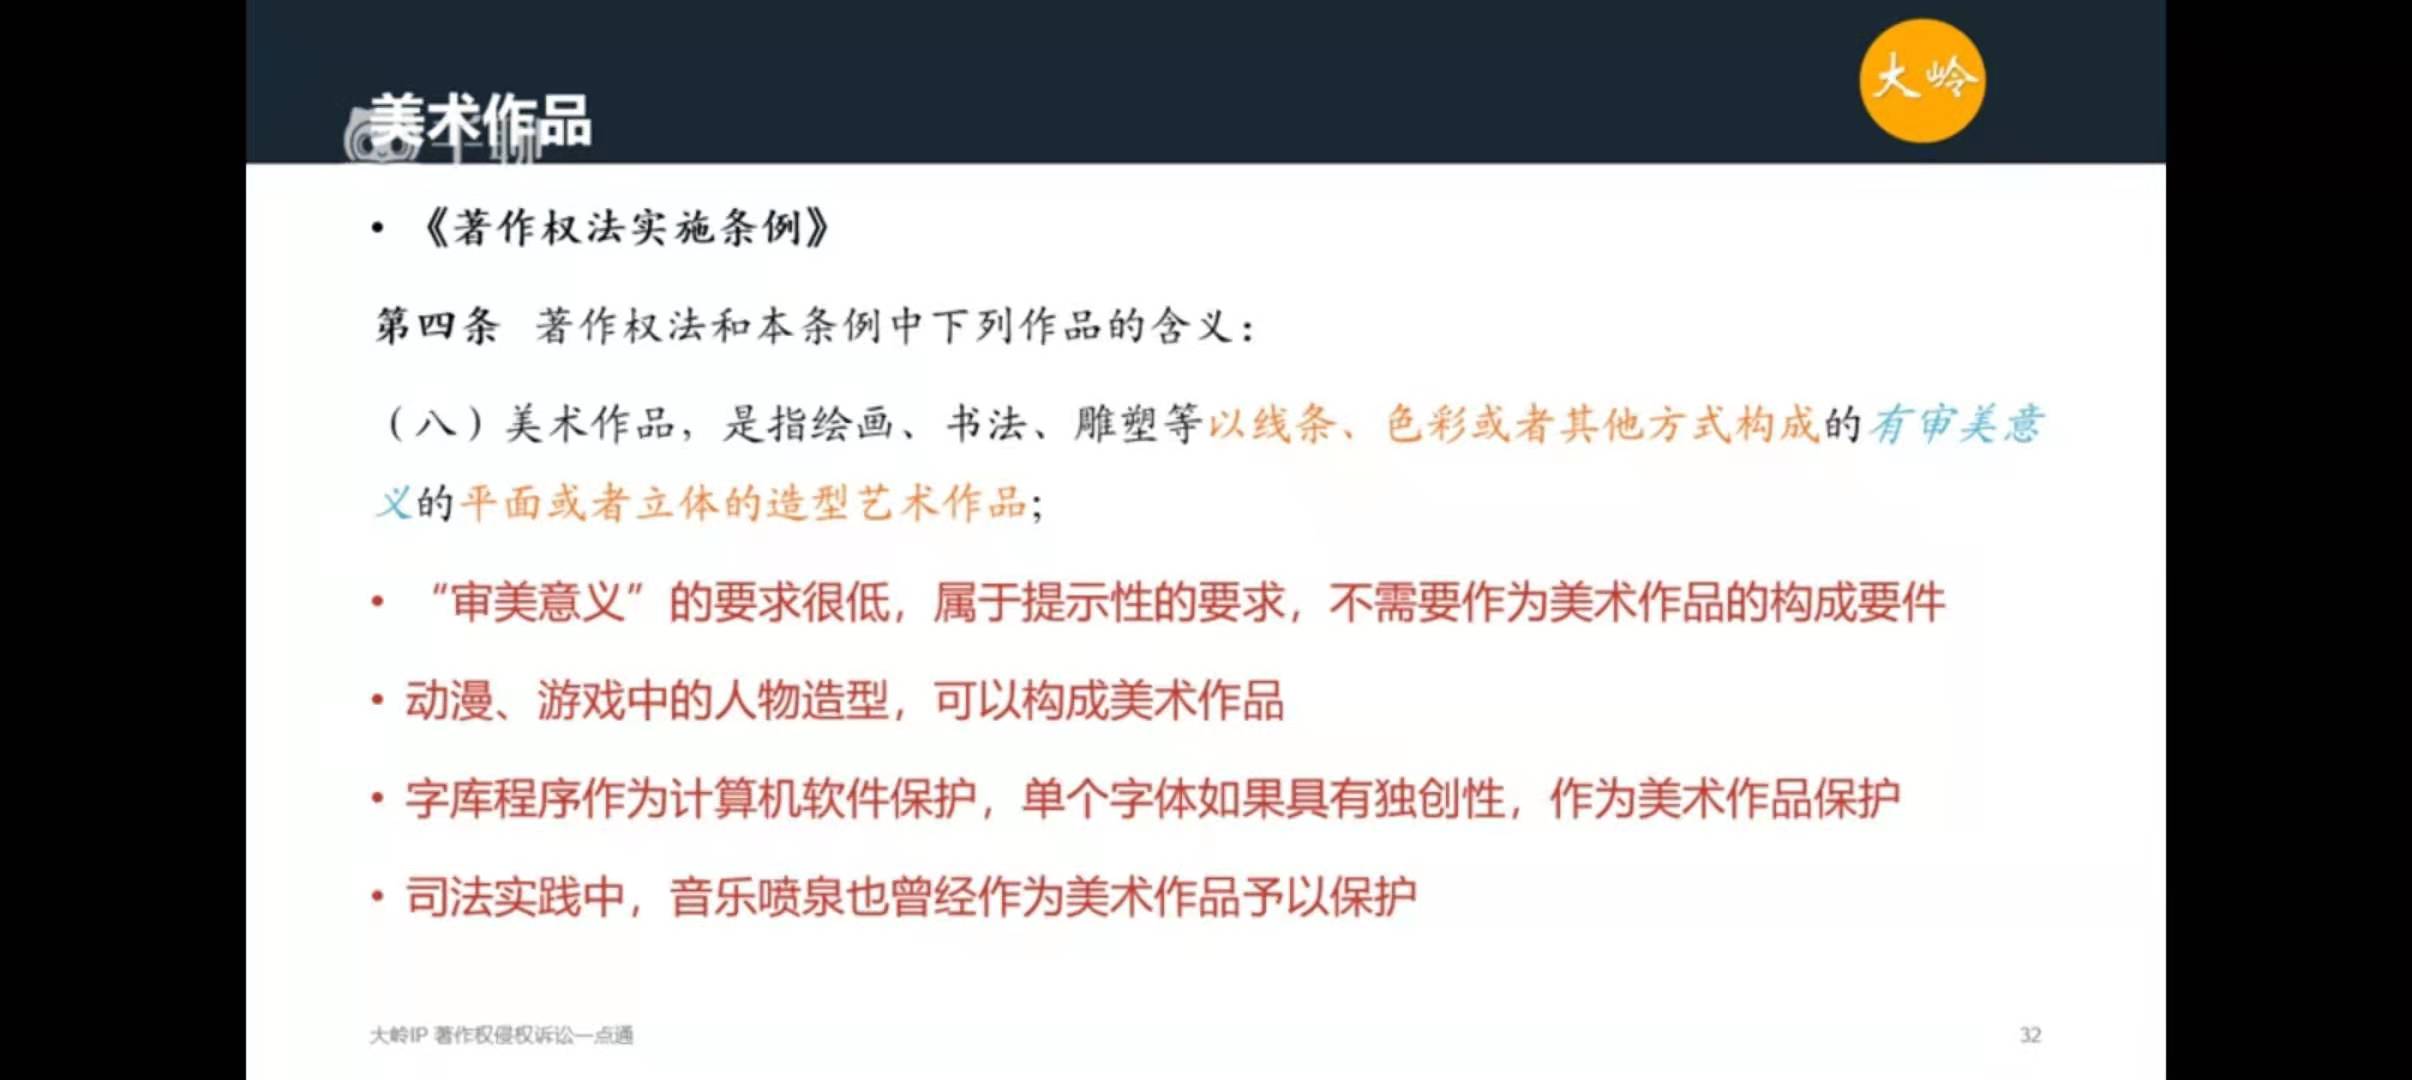 大岭
美术作品
千聊
• 《著作权法实施条例》
第四条 著作权法和本条例中下列作品的含义：
（八）美术作品，是指绘画、书法、雕塑等以线条、色彩或者其他方式构成的有审美意
义的平面或者立体的造型艺术作品；
• “审美意义”的要求很低，属于提示性的要求，不需要作为美术作品的构成要件
• 动漫、游戏中的人物造型，可以构成美术作品
• 字库程序作为计算机软件保护，单个字体如果具有独创性，作为美术作品保护
• 司法实践中，音乐喷泉也曾经作为美术作品予以保护
大岭IP 著作权侵权诉讼一点通
32